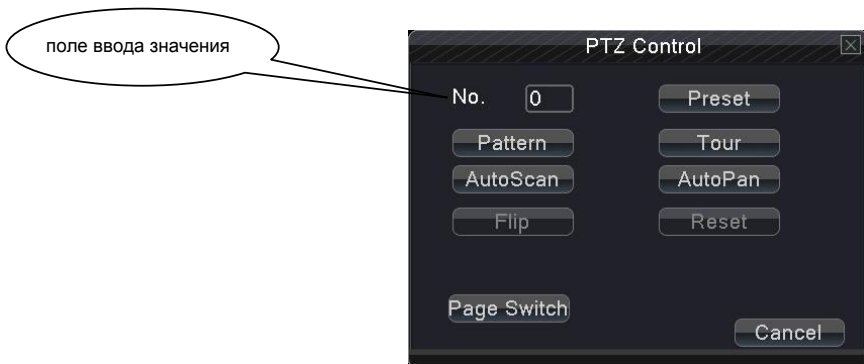 поле ввода значения
PTZ Control
No. 0 Preset
Pattern Tour
AutoScan AutoPan
Flip Reset
Page Switch
Cancel